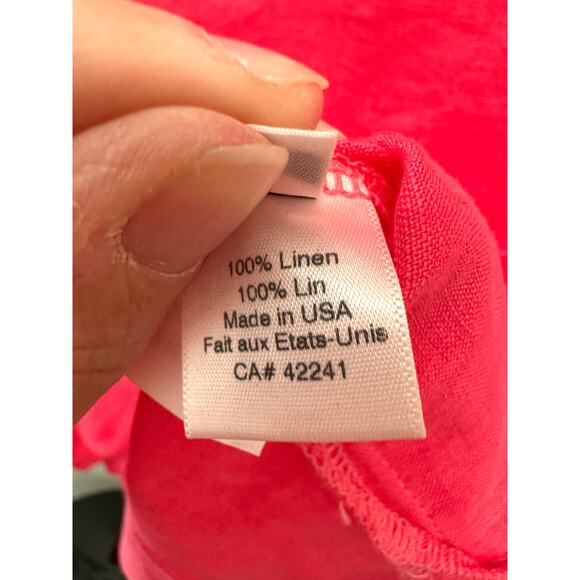 100% Linen
100% Lin
Made in USA
Fait aux Etats-Unis
CA# 42241